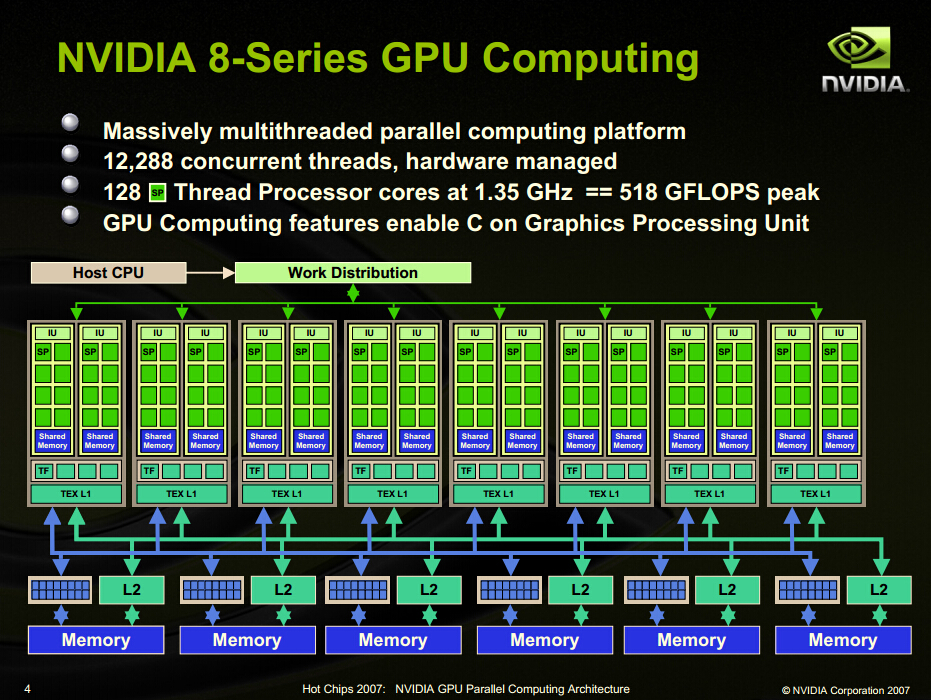 NVIDIA 8-Series GPU Computing
NVIDIA.
Massively multithreaded parallel computing platform
12,288 concurrent threads, hardware managed
128 SP Thread Processor cores at 1.35 GHz == 518 GFLOPS peak
GPU Computing features enable C on Graphics Processing Unit
Host CPU Work Distribution
IU IU IU IU IU IU IU IU IU IU IU IU IU IU IU IU
SP SP SP SP SP SP SP SP SP SP SP SP SP SP SP SP
Shared Shared Shared Shared Shared Shared Shared Shared Shared Shared Shared Shared Shared Shared Shared Shared
Memory Memory Memory Memory Memory Memory Memory Memory Memory Memory Memory Memory Memory Memory Memory Memory
TF TF TF TF TF TF TF TF
TEX L1 TEX L1 TEX L1 TEX L1 TEX L1 TEX L1 TEX L1 TEX L1
L2 L2 L2 L2 L2 L2
Memory Memory Memory Memory Memory Memory
4 Hot Chips 2007: NVIDIA GPU Parallel Computing Architecture © NVIDIA Corporation 2007